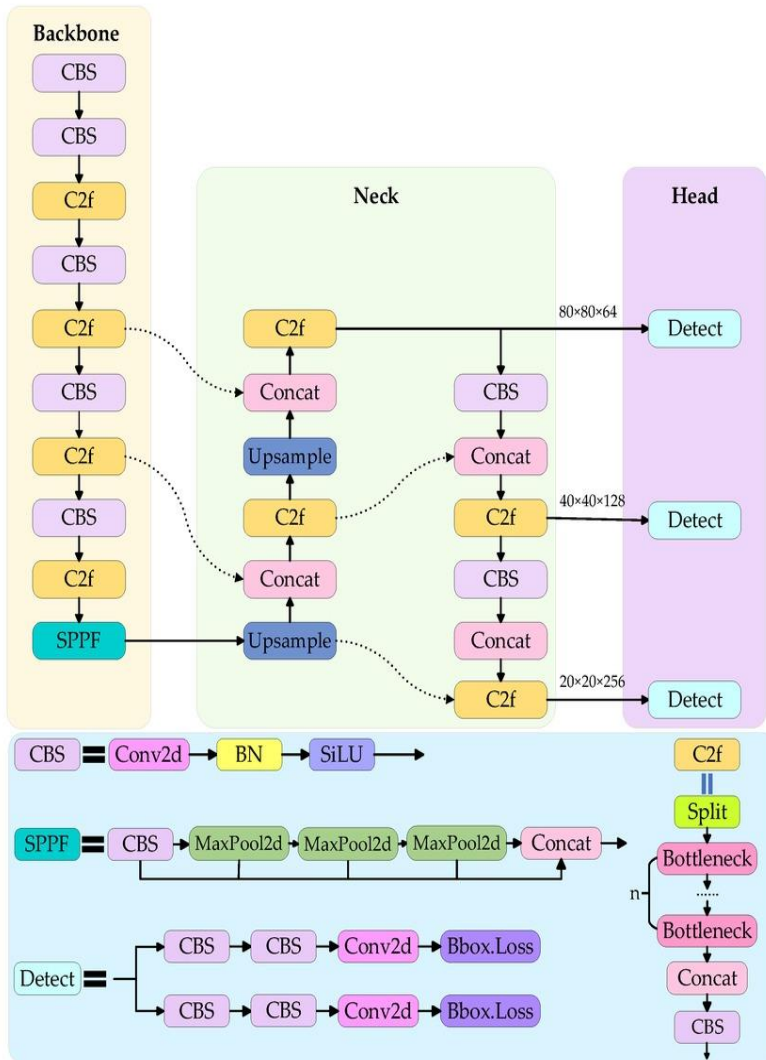 Backbone
CBS
CBS
C2f
CBS
C2f
CBS
C2f
CBS
C2f
SPPF
Neck
C2f
Concat
Upsample
C2f
Concat
Upsample
CBS
Concat
C2f
CBS
Concat
C2f
80×80×64
40×40×128
20×20×256
Head
Detect
Detect
Detect
CBS = Conv2d BN SiLU
SPPF = CBS MaxPool2d MaxPool2d MaxPool2d Concat
Detect =
CBS CBS Conv2d Bbox.Loss
CBS CBS Conv2d Bbox.Loss
C2f
Split
Bottleneck
n
......
Bottleneck
Concat
CBS